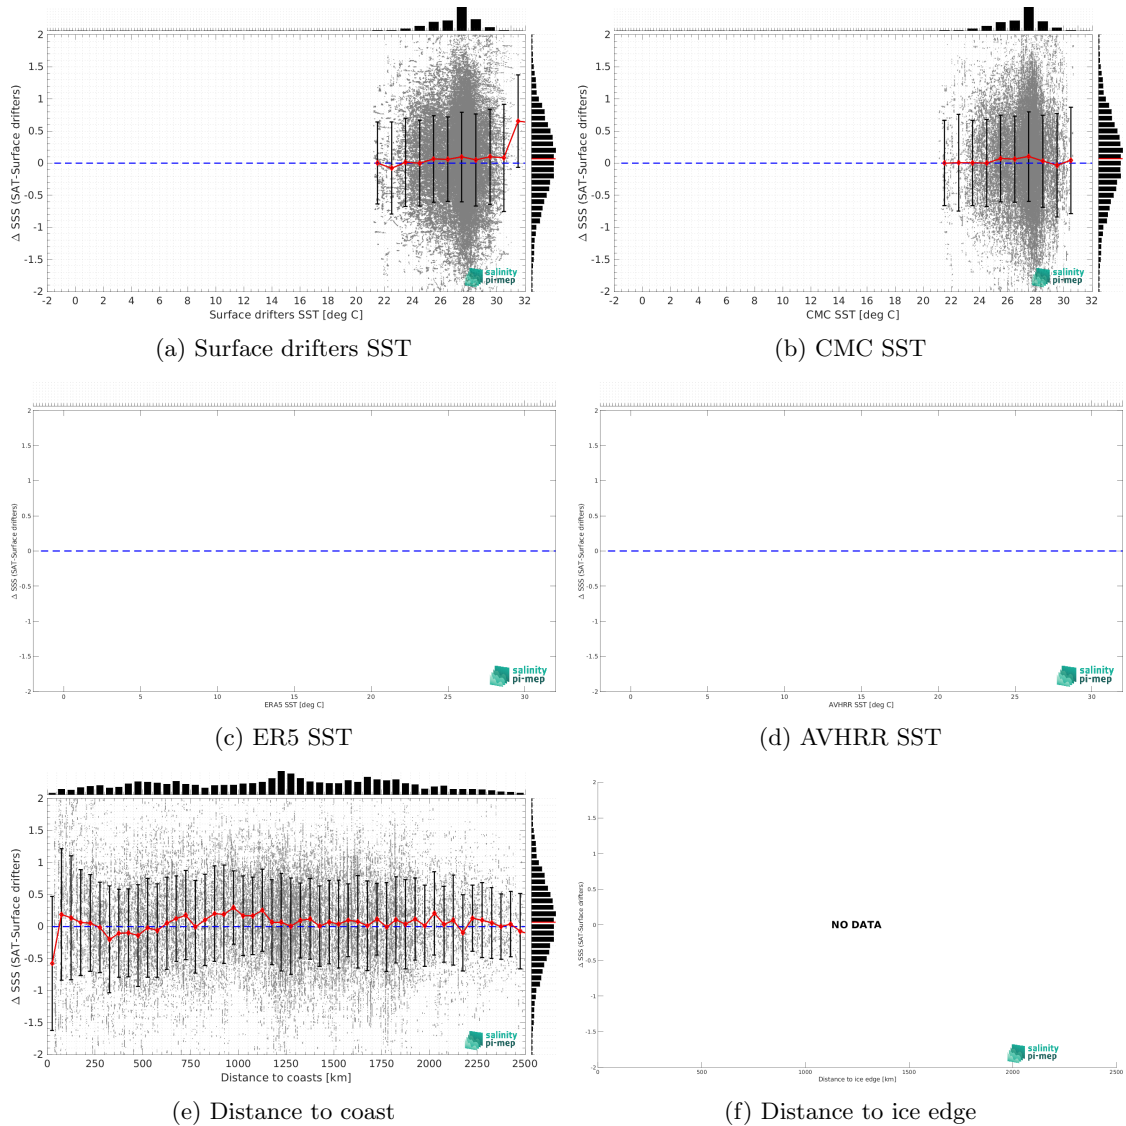 2
1.5
1
0.5
0
-0.5
-1
-1.5
-2
Δ SSS (SAT-Surface drifters)
-2 0 2 4 6 8 10 12 14 16 18 20 22 24 26 28 30 32
Surface drifters SST [deg C]
salinity
pi-mep
(a) Surface drifters SST
2
1.5
1
0.5
0
-0.5
-1
-1.5
-2
Δ SSS (SAT-Surface drifters)
-2 0 2 4 6 8 10 12 14 16 18 20 22 24 26 28 30 32
CMC SST [deg C]
salinity
pi-mep
(b) CMC SST
2
1.5
1
0.5
0
-0.5
-1
-1.5
-2
Δ SSS (SAT-Surface drifters)
0 5 10 15 20 25 30
ERA5 SST [deg C]
salinity
pi-mep
(c) ER5 SST
2
1.5
1
0.5
0
-0.5
-1
-1.5
-2
Δ SSS (SAT-Surface drifters)
0 5 10 15 20 25 30
AVHRR SST [deg C]
salinity
pi-mep
(d) AVHRR SST
2
1.5
1
0.5
0
-0.5
-1
-1.5
-2
Δ SSS (SAT-Surface drifters)
0 250 500 750 1000 1250 1500 1750 2000 2250 2500
Distance to coasts [km]
salinity
pi-mep
(e) Distance to coast
2
1.5
1
0.5
0
-0.5
-1
-1.5
-2
Δ SSS (SAT-Surface drifters)
NO DATA
0 500 1000 1500 2000 2500
Distance to ice edge [km]
salinity
pi-mep
(f) Distance to ice edge